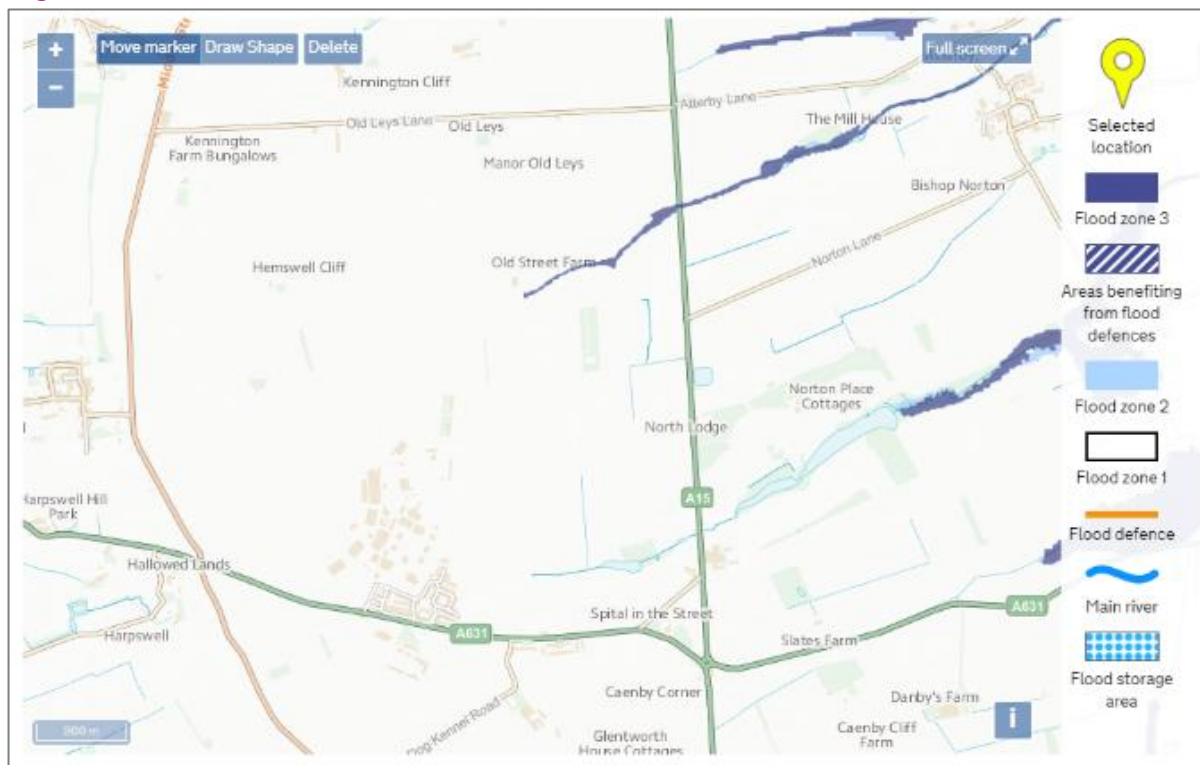 +
−
Move marker
Draw Shape
Delete
Full screen
Kennington Cliff
Old Leys Lane
Old Leys
Atterby Lane
The Mill House
Kennington
Farm Bungalows
Manor Old Leys
Bishop Norton
Norton Lane
Hemswell Cliff
Old Street Farm
Norton Place
Cottages
North Lodge
A15
Harpswell Hill
Park
Hallowed Lands
Harpswell
A631
Spital in the Street
A631
Slates Farm
Caenby Corner
Danby's Farm
Dog Kennel Road
Glentworth
House Cottages
Caenby Cliff
Farm
900 m
i
Selected
location
Flood zone 3
Areas benefiting
from flood
defences
Flood zone 2
Flood zone 1
Flood defence
Main river
Flood storage
area